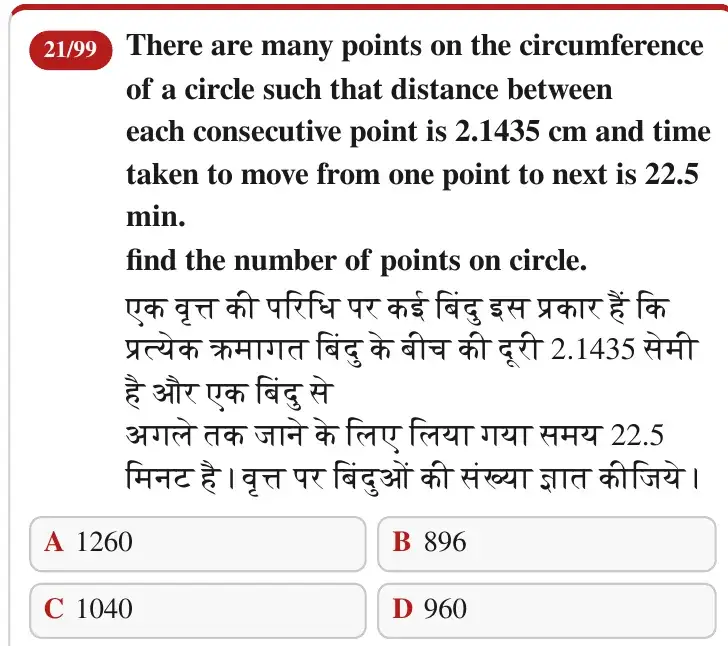 21/99 There are many points on the circumference
of a circle such that distance between
each consecutive point is 2.1435 cm and time
taken to move from one point to next is 22.5
min.
find the number of points on circle.
एक वृत्त की परिधि पर कई बिंदु इस प्रकार हैं कि
प्रत्येक क्रमागत बिंदु के बीच की दूरी 2.1435 सेमी
है और एक बिंदु से
अगले तक जाने के लिए लिया गया समय 22.5
मिनट है। वृत्त पर बिंदुओं की संख्या ज्ञात कीजिये।
A 1260
B 896
C 1040
D 960